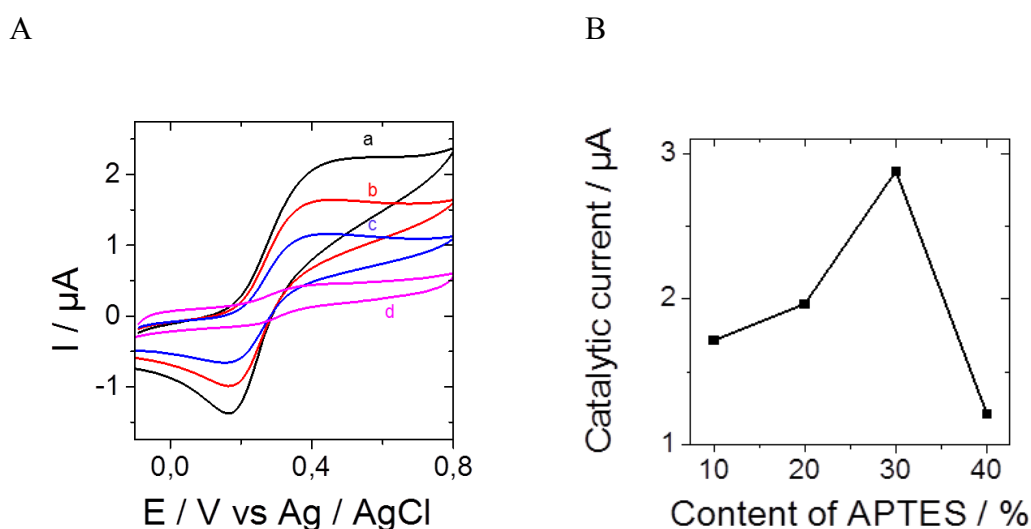 A
B
a
b
c
d
2
1
0
-1
0,0
0,4
0,8
I / µA
E / V vs Ag / AgCl
3
2
1
10
20
30
40
Catalytic current / µA
Content of APTES / %